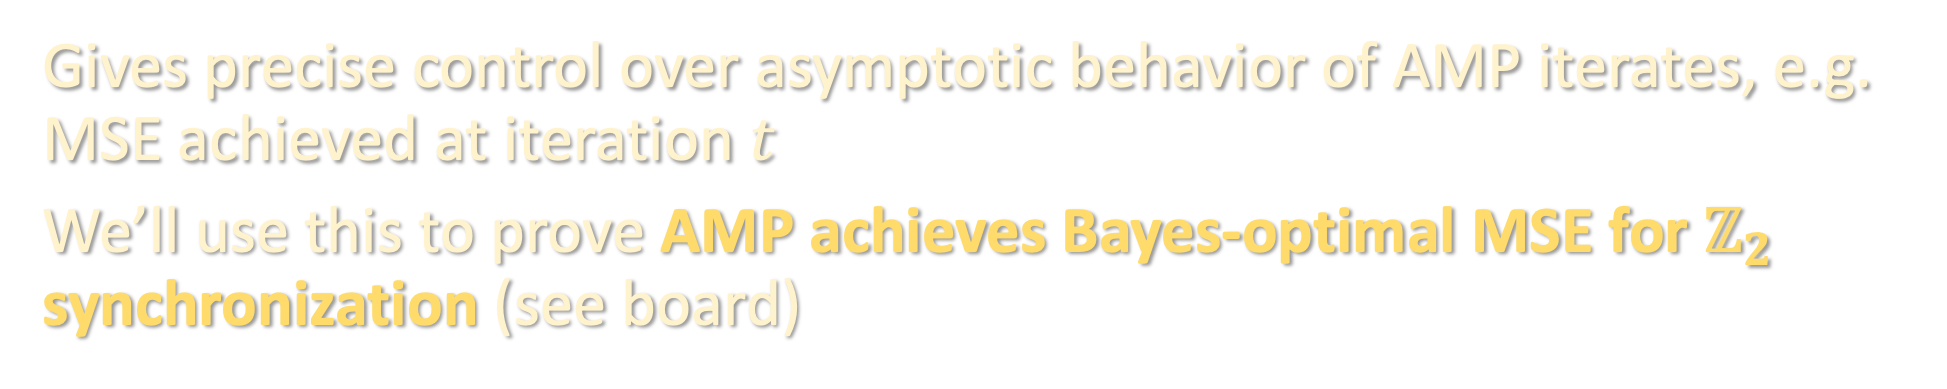 Gives precise control over asymptotic behavior of AMP iterates, e.g.
MSE achieved at iteration t
We’ll use this to prove AMP achieves Bayes-optimal MSE for ℤ₂
synchronization (see board)